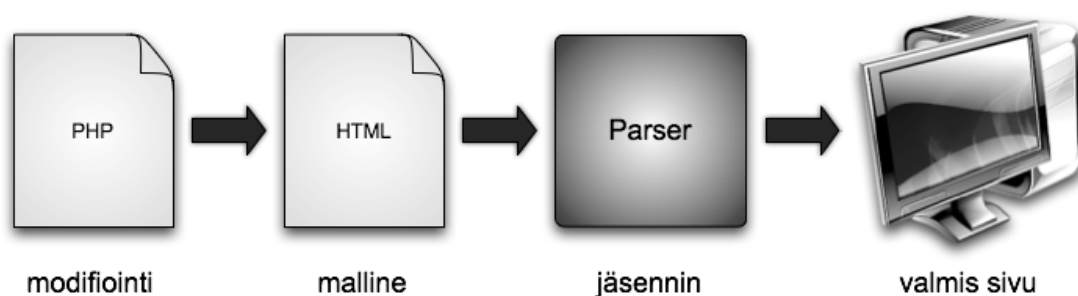 PHP
HTML
Parser
modifiointi
malline
jäsennin
valmis sivu